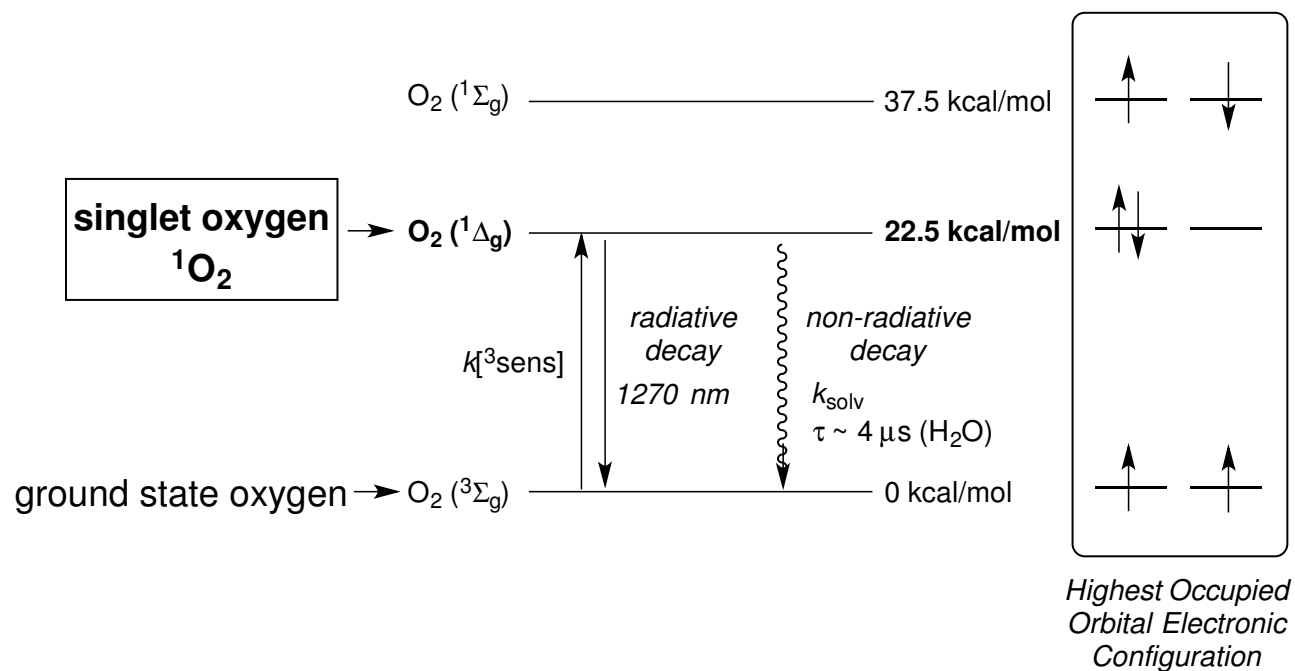 O₂ (¹Σg) 37.5 kcal/mol
singlet oxygen
¹O₂
O₂ (¹Δg) 22.5 kcal/mol
radiative
decay
1270 nm
non-radiative
decay
k[³sens]
ksolv
τ ~ 4 μs (H₂O)
ground state oxygen O₂ (³Σg) 0 kcal/mol
Highest Occupied
Orbital Electronic
Configuration